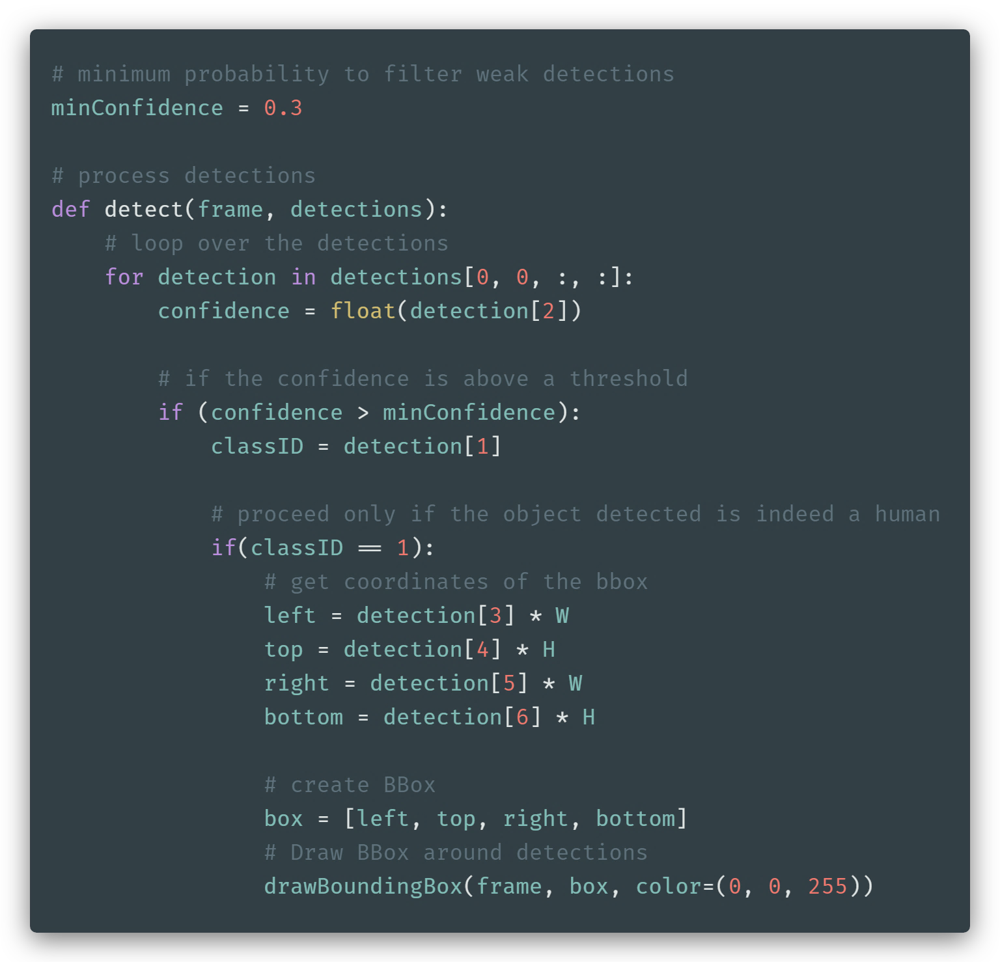 # minimum probability to filter weak detections
minConfidence = 0.3

# process detections
def detect(frame, detections):
    # loop over the detections
    for detection in detections[0, 0, :, :]:
        confidence = float(detection[2])

        # if the confidence is above a threshold
        if (confidence > minConfidence):
            classID = detection[1]

            # proceed only if the object detected is indeed a human
            if(classID == 1):
                # get coordinates of the bbox
                left = detection[3] * W
                top = detection[4] * H
                right = detection[5] * W
                bottom = detection[6] * H

                # create BBox
                box = [left, top, right, bottom]
                # Draw BBox around detections
                drawBoundingBox(frame, box, color=(0, 0, 255))